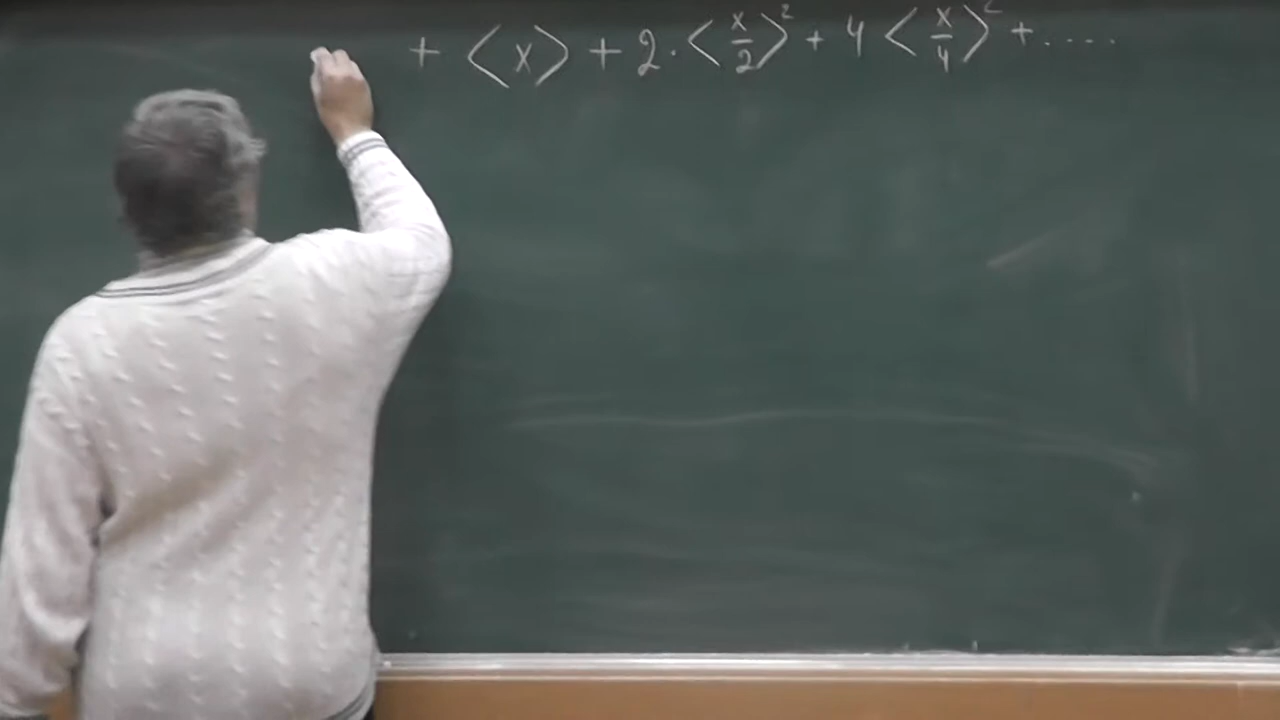 + ⟨x⟩ + 2·⟨x/2⟩² + 4⟨x/4⟩² + .....